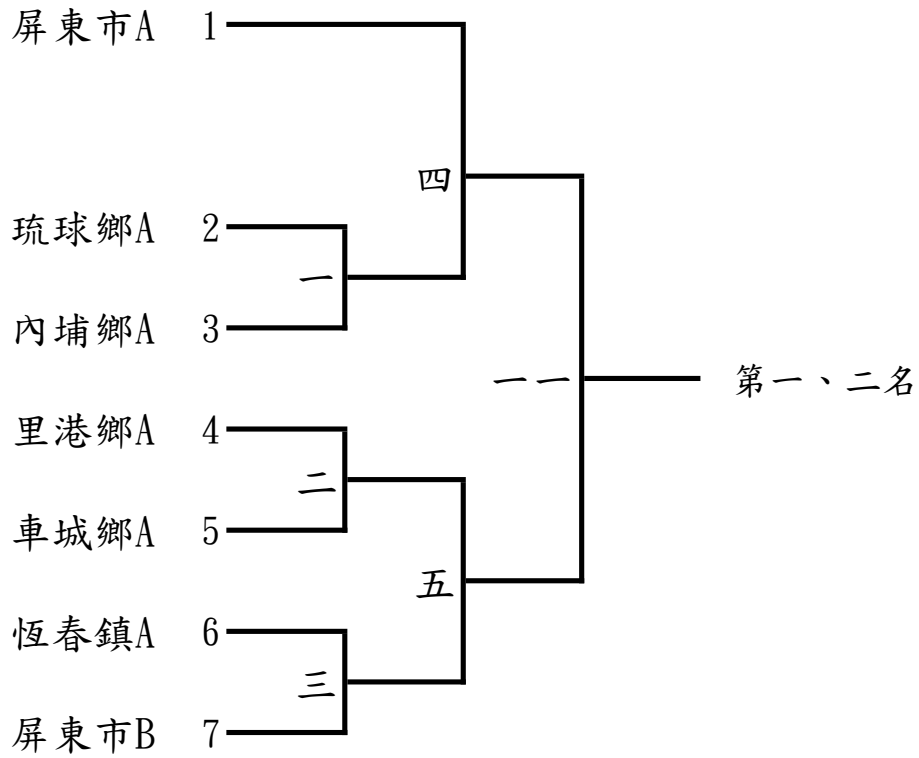 屏東市A 1
四
琉球鄉A 2
一
內埔鄉A 3
一一 第一、二名
里港鄉A 4
二
車城鄉A 5
五
恆春鎮A 6
三
屏東市B 7